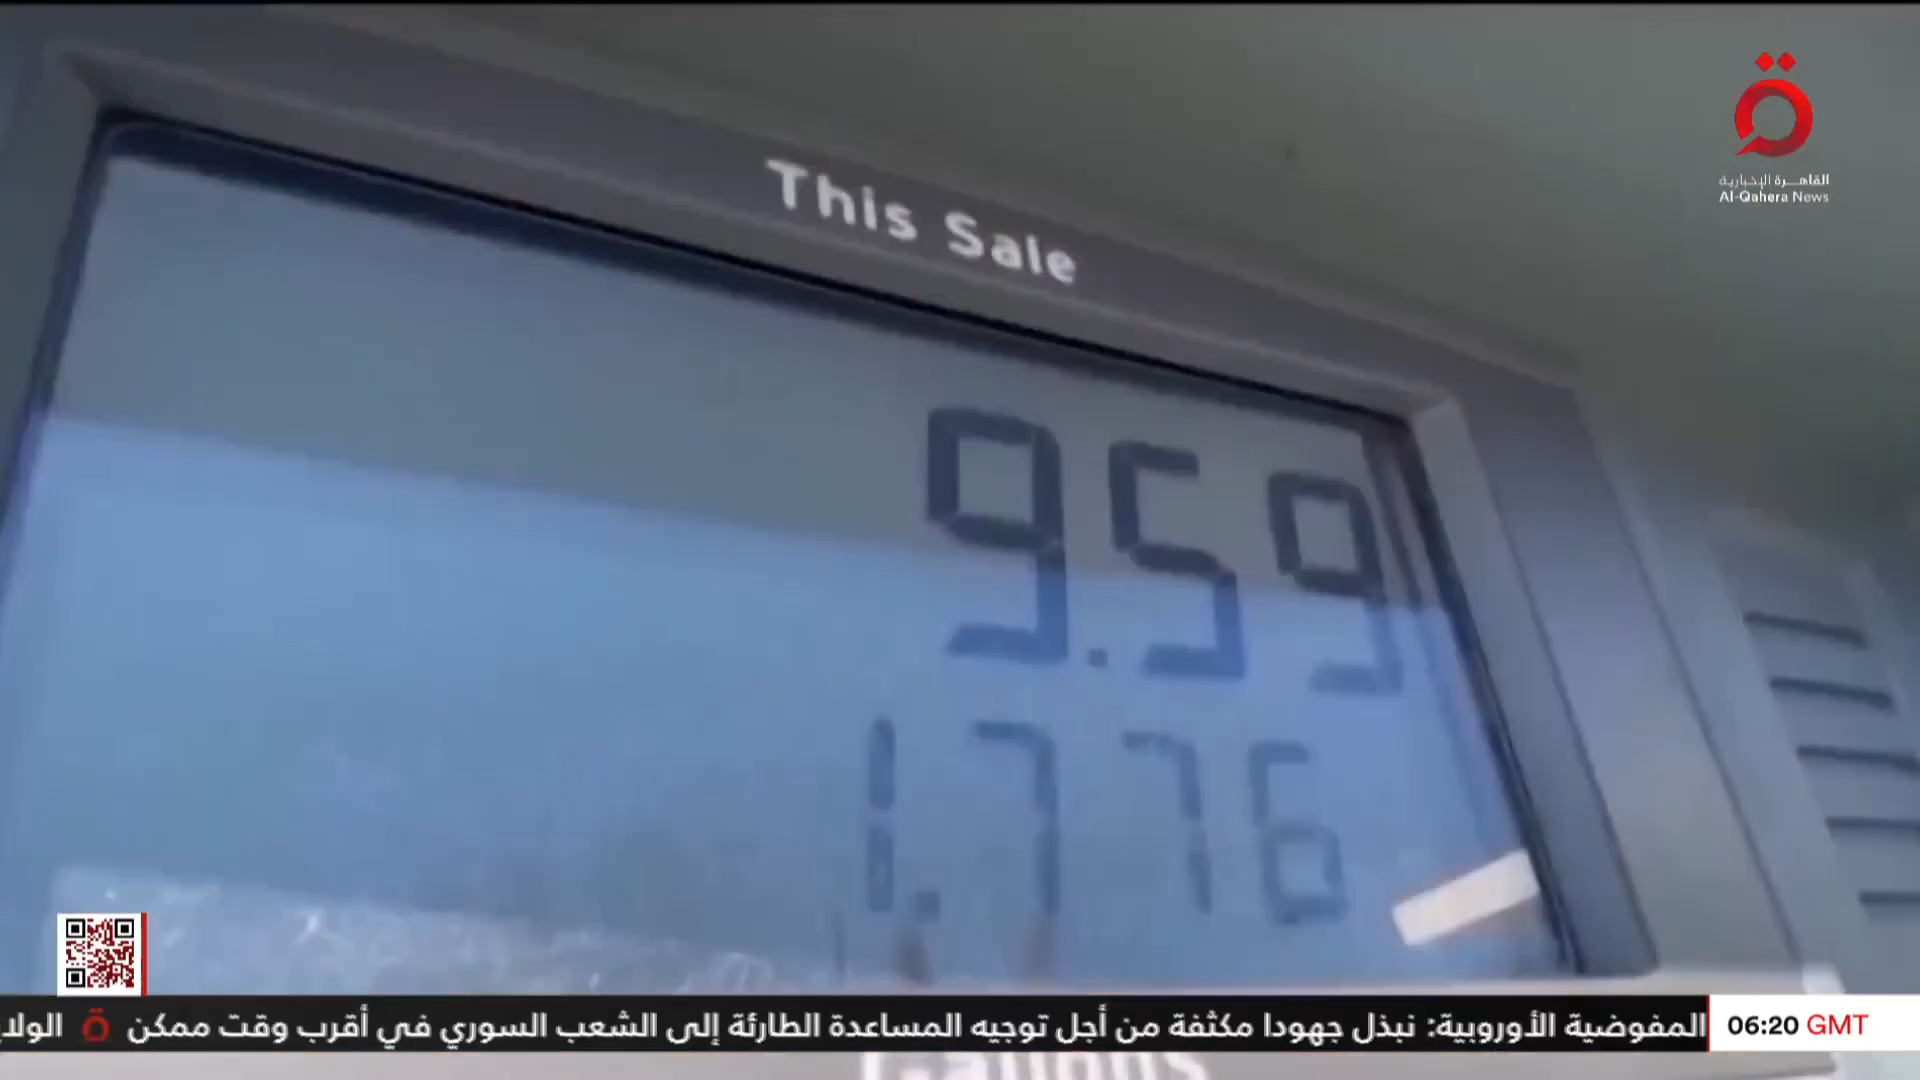 This Sale
القاهرة الإخبارية
Al-Qahera News
9.59
1.776
المفوضية الأوروبية: نبذل جهودا مكثفة من أجل توجيه المساعدة الطارئة إلى الشعب السوري في أقرب وقت ممكن
06:20 GMT
Gallons